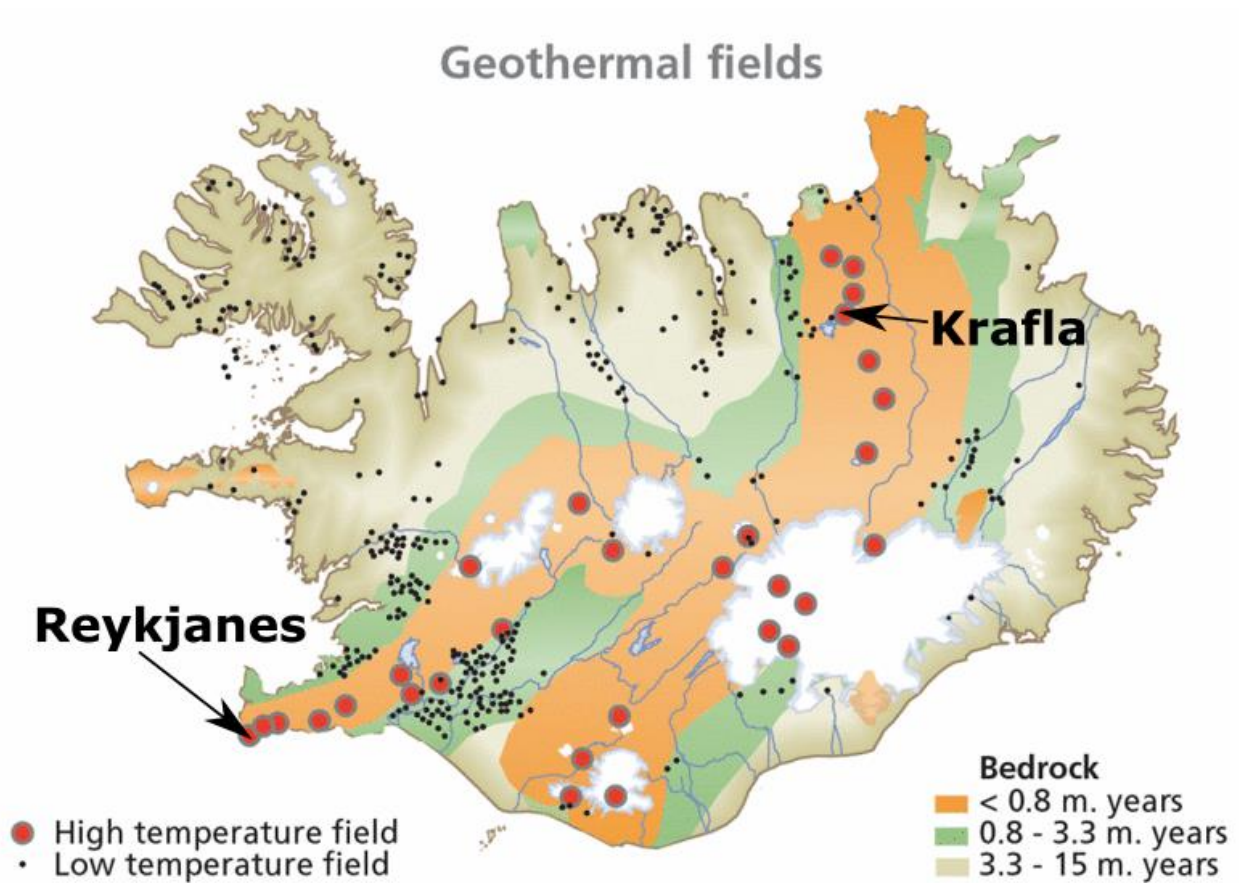 Geothermal fields
Krafla
Reykjanes
High temperature field
Low temperature field
Bedrock
< 0.8 m. years
0.8 - 3.3 m. years
3.3 - 15 m. years